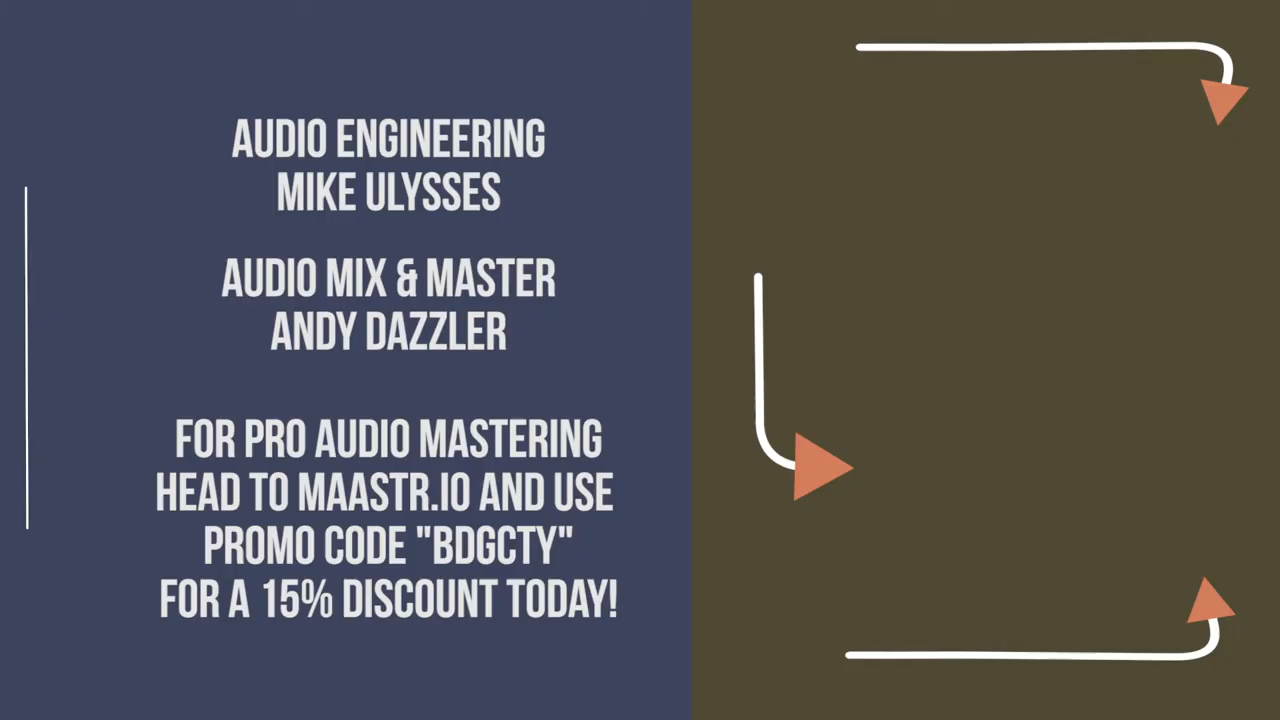 AUDIO ENGINEERING
MIKE ULYSSES
AUDIO MIX & MASTER
ANDY DAZZLER
FOR PRO AUDIO MASTERING
HEAD TO MAASTR.IO AND USE
PROMO CODE "BDGCTY"
FOR A 15% DISCOUNT TODAY!